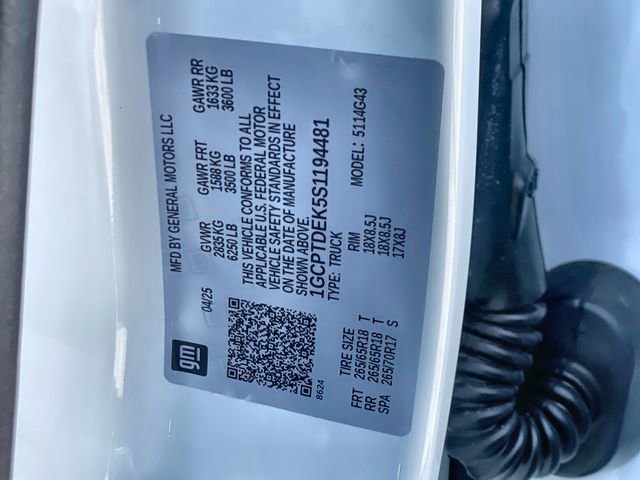 gm
MFD BY GENERAL MOTORS LLC
04/25
GVWR GAWR FRT GAWR RR
2835 KG 1588 KG 1633 KG
6250 LB 3500 LB 3600 LB
THIS VEHICLE CONFORMS TO ALL
APPLICABLE U.S. FEDERAL MOTOR
VEHICLE SAFETY STANDARDS IN EFFECT
ON THE DATE OF MANUFACTURE
SHOWN ABOVE.
1GCPTDEK5S1194481
TYPE: TRUCK
MODEL: 5114G43
8624
TIRE SIZE RIM
FRT 265/65R18 T 18X8.5J
RR 265/65R18 T 18X8.5J
SPA 265/70R17 S 17X8J